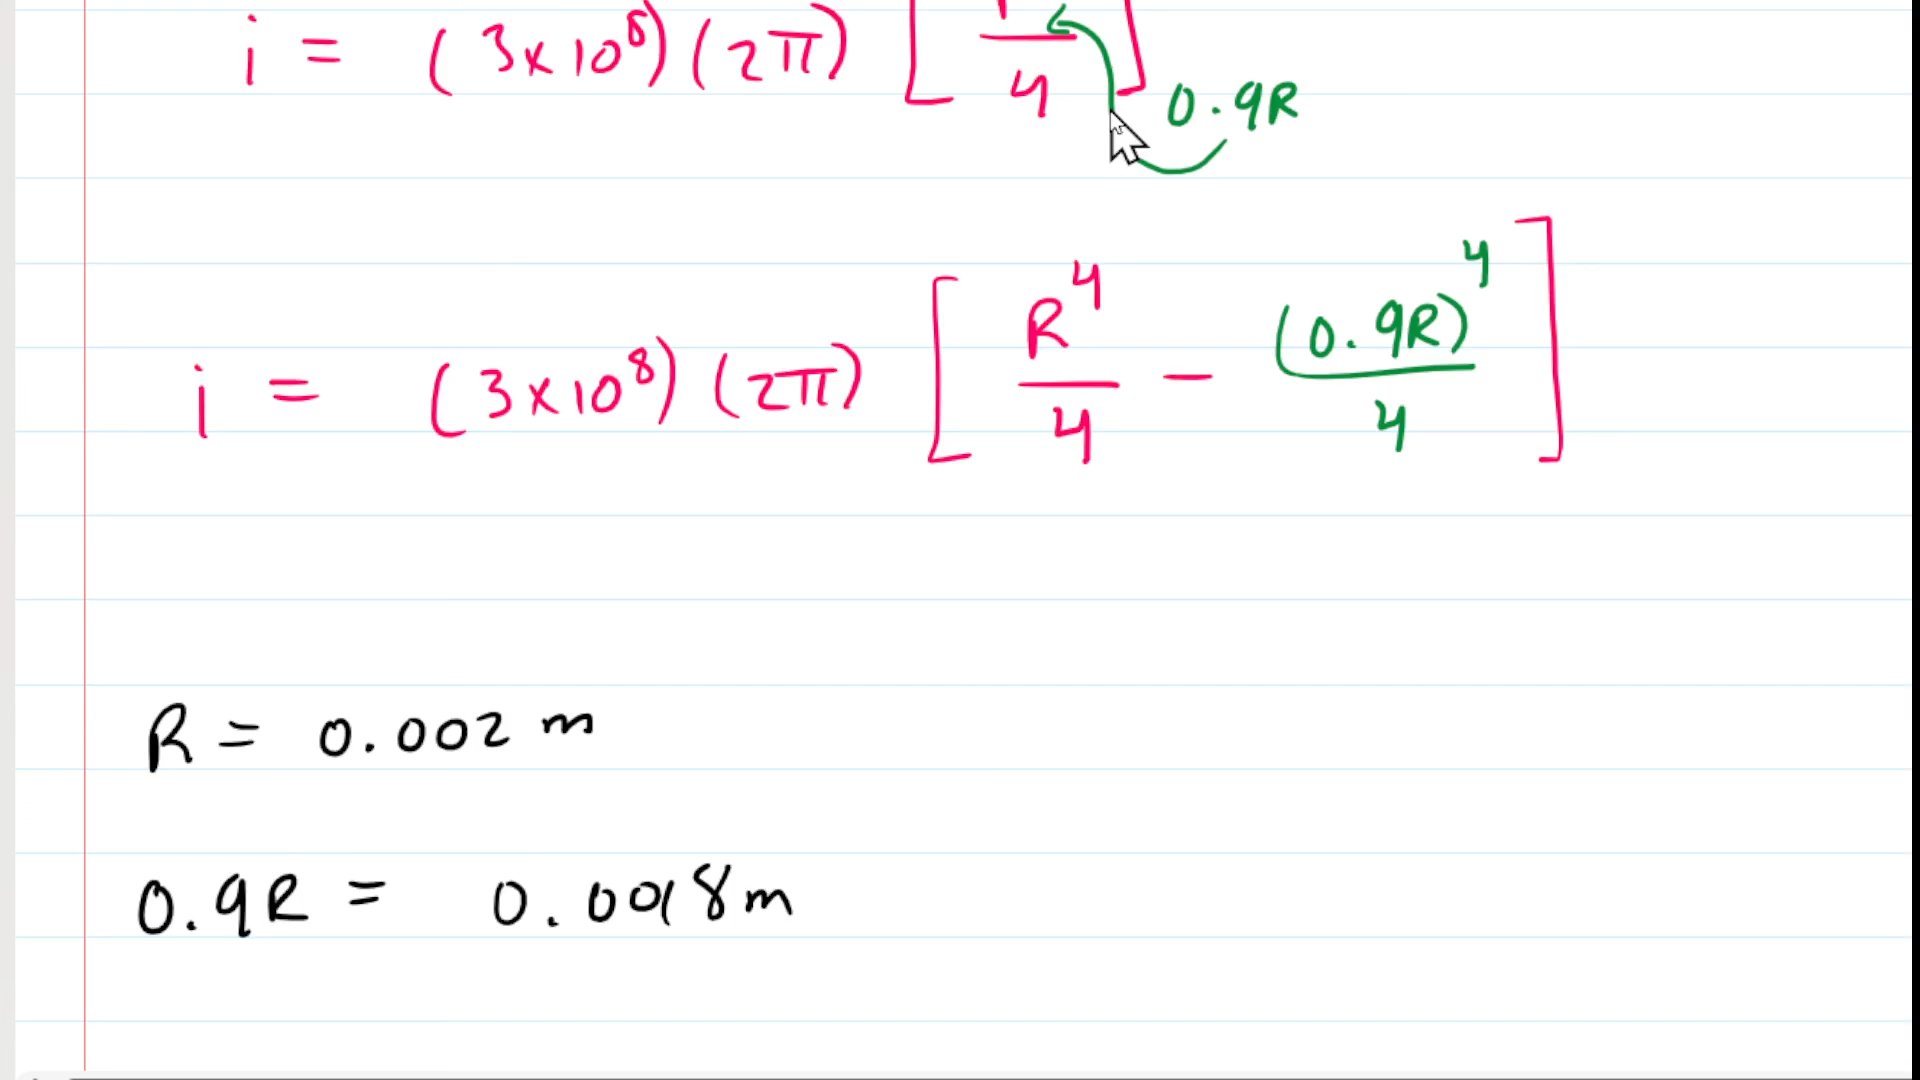 i = (3x10⁸)(2π) [ /4 ]
0.9R
i = (3x10⁸)(2π) [ R⁴/4 - (0.9R)⁴/4 ]
R = 0.002 m
0.9R = 0.0018m